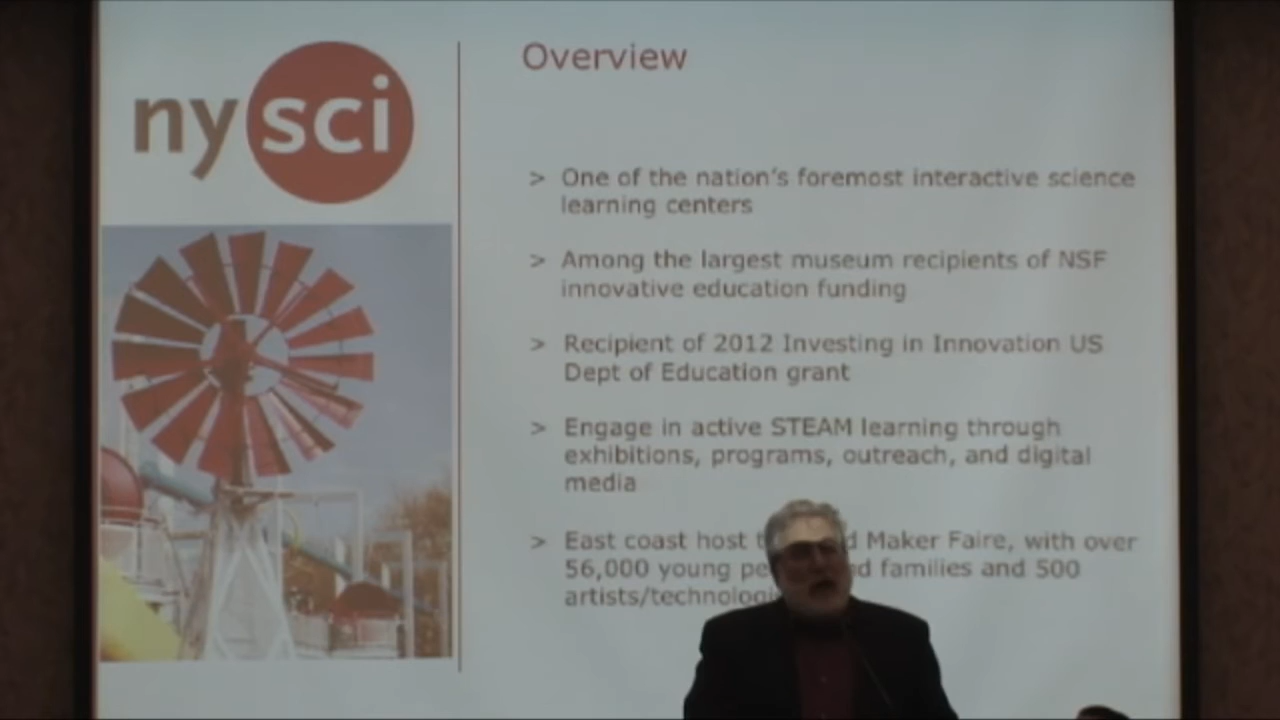 nysci
Overview
> One of the nation's foremost interactive science
learning centers
> Among the largest museum recipients of NSF
innovative education funding
> Recipient of 2012 Investing in Innovation US
Dept of Education grant
> Engage in active STEAM learning through
exhibitions, programs, outreach, and digital
media
> East coast host Maker Faire, with over
56,000 young families and 500